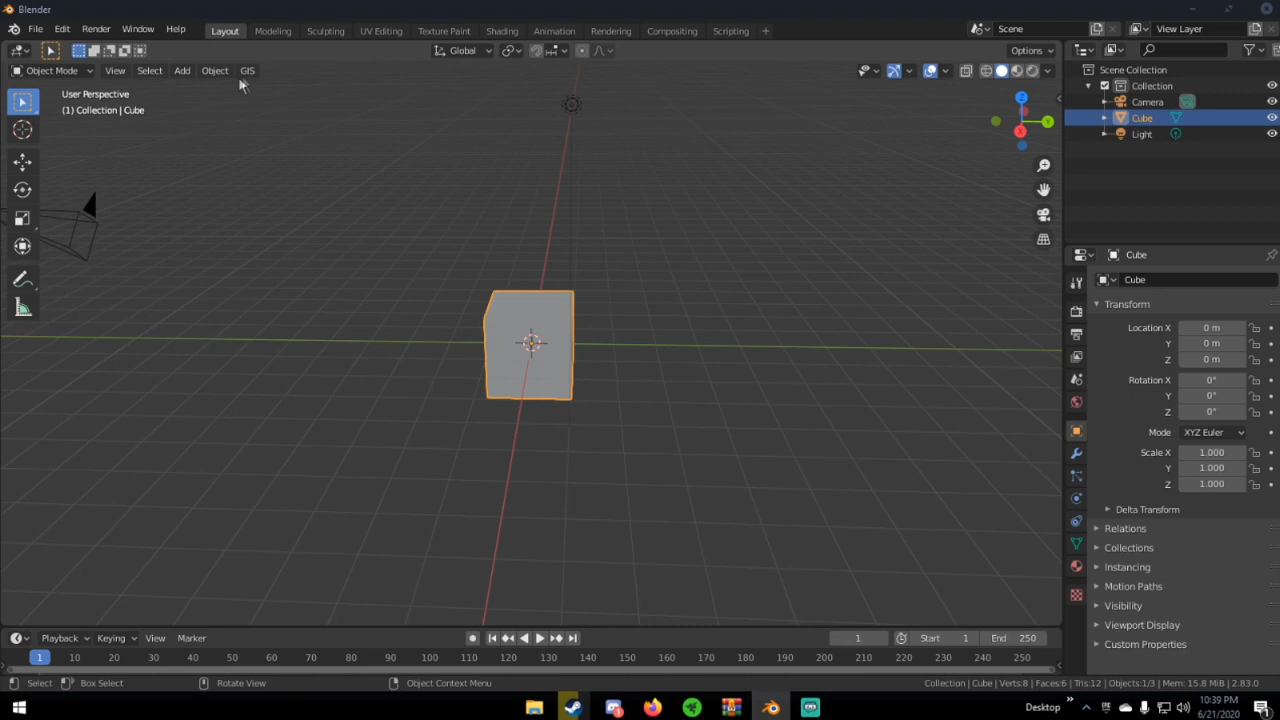 Blender
File Edit Render Window Help Layout Modeling Sculpting UV Editing Texture Paint Shading Animation Rendering Compositing Scripting + Scene View Layer
Global Options
Object Mode View Select Add Object GIS
User Perspective
(1) Collection | Cube
Z
Y
X
Scene Collection
Collection
Camera
Cube
Light
Cube
Cube
Transform
Location X 0 m
Y 0 m
Z 0 m
Rotation X 0°
Y 0°
Z 0°
Mode XYZ Euler
Scale X 1.000
Y 1.000
Z 1.000
Delta Transform
Relations
Collections
Instancing
Motion Paths
Visibility
Viewport Display
Custom Properties
Playback Keying View Marker 1 Start 1 End 250
1 10 20 30 40 50 60 70 80 90 100 110 120 130 140 150 160 170 180 190 200 210 220 230 240 250
Select Box Select Rotate View Object Context Menu Collection | Cube | Verts:8 | Faces:6 | Tris:12 | Objects:1/3 | Mem: 15.8 MiB | 2.83.0
Desktop 10:39 PM
6/21/2020